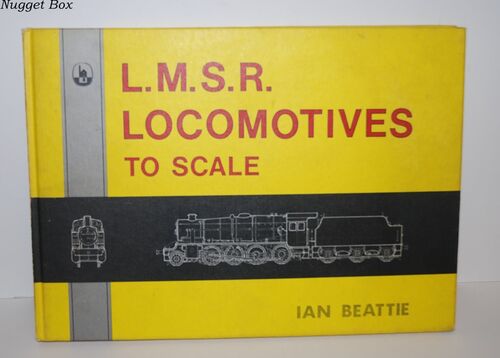 Nugget Box
L.M.S.R.
LOCOMOTIVES
TO SCALE
IAN BEATTIE